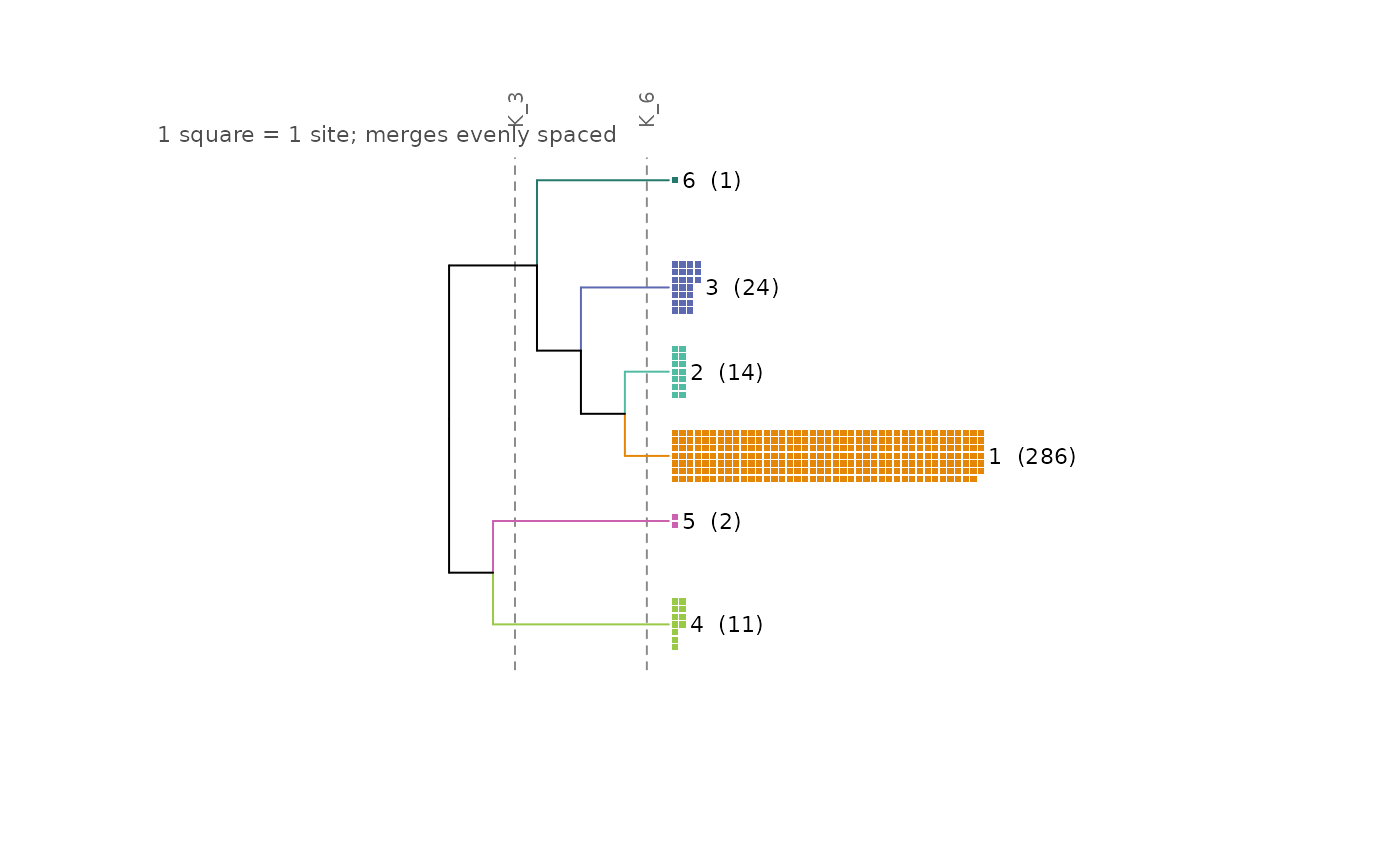 K_3
K_6
1 square = 1 site; merges evenly spaced
6 (1)
3 (24)
2 (14)
1 (286)
5 (2)
4 (11)